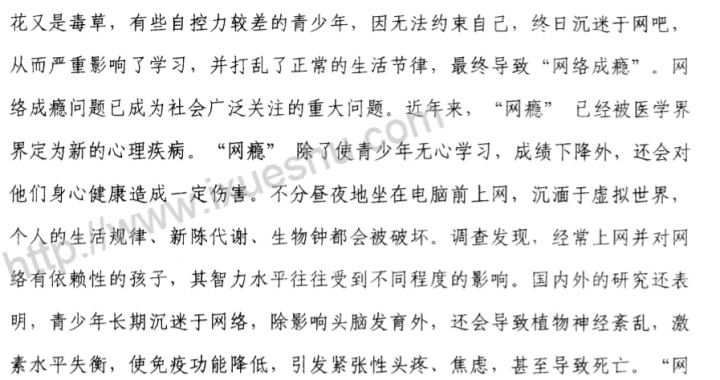 花又是毒草，有些自控力较差的青少年，因无法约束自己，终日沉迷于网吧，
从而严重影响了学习，并打乱了正常的生活节律，最终导致“网络成瘾”。网
络成瘾问题已成为社会广泛关注的重大问题。近年来，“网瘾” 已经被医学界
界定为新的心理疾病。“网瘾” 除了使青少年无心学习，成绩下降外，还会对
他们身心健康造成一定伤害。不分昼夜地坐在电脑前上网，沉湎于虚拟世界，
个人的生活规律、新陈代谢、生物钟都会被破坏。调查发现，经常上网并对网
络有依赖性的孩子，其智力水平往往受到不同程度的影响。国内外的研究还表
明，青少年长期沉迷于网络，除影响头脑发育外，还会导致植物神经紊乱，激
素水平失衡，使免疫功能降低，引发紧张性头疼、焦虑，甚至导致死亡。“网
http://www.ixueshu.com